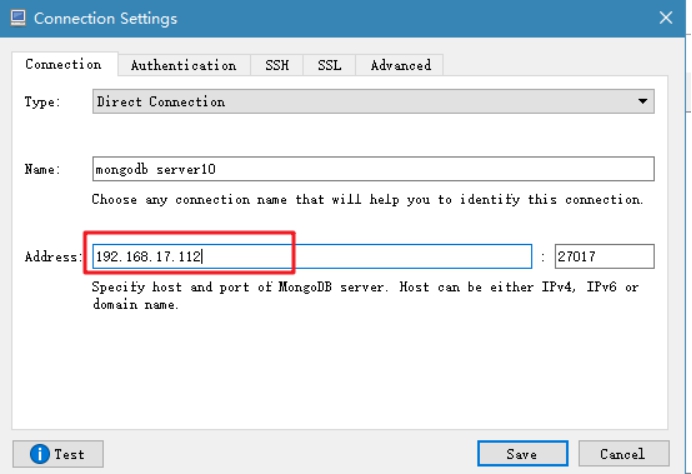 Connection Settings
Connection Authentication SSH SSL Advanced
Type: Direct Connection
Name: mongodb server10
Choose any connection name that will help you to identify this connection.
Address: 192.168.17.112 : 27017
Specify host and port of MongoDB server. Host can be either IPv4, IPv6 or
domain name.
Test Save Cancel